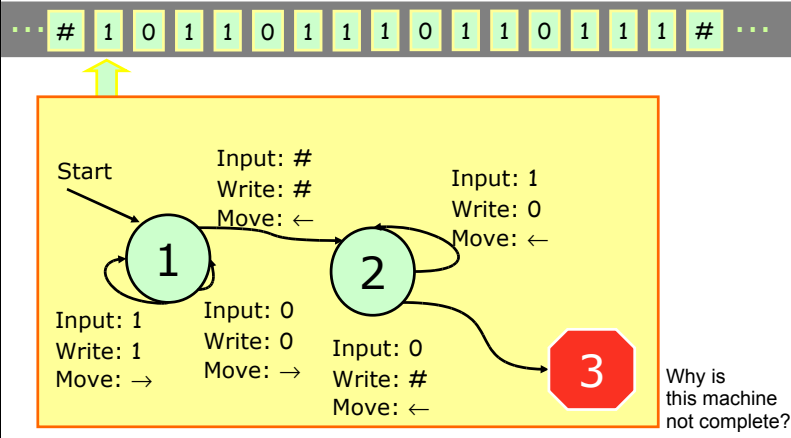 ··· # 1 0 1 1 0 1 1 1 0 1 1 0 1 1 1 # ···
Start
Input: #
Write: #
Move: ←
Input: 1
Write: 0
Move: ←
1
2
Input: 1
Write: 1
Move: →
Input: 0
Write: 0
Move: →
Input: 0
Write: #
Move: ←
3
Why is
this machine
not complete?